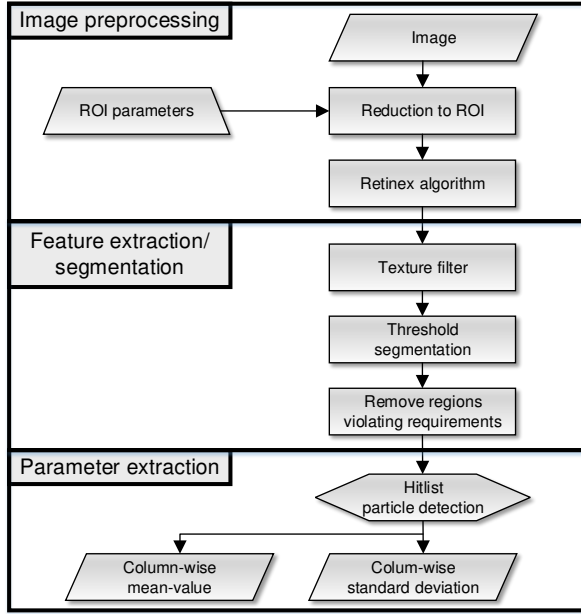 Image preprocessing
Image
ROI parameters
Reduction to ROI
Retinex algorithm
Feature extraction/
segmentation
Texture filter
Threshold
segmentation
Remove regions
violating requirements
Parameter extraction
Hitlist
particle detection
Column-wise
mean-value
Colum-wise
standard deviation